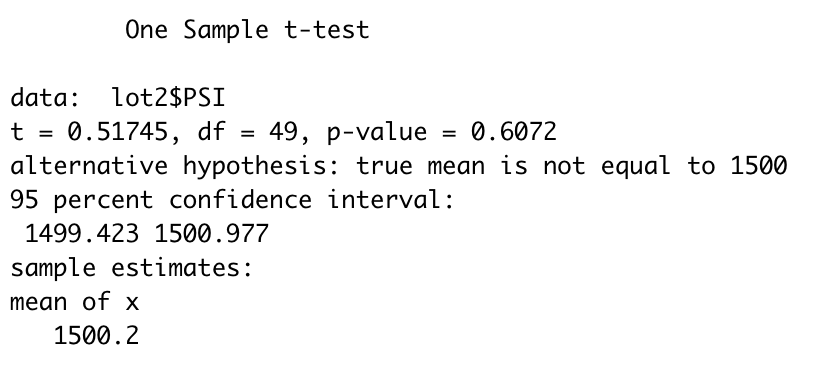 One Sample t-test
data:  lot2$PSI
t = 0.51745, df = 49, p-value = 0.6072
alternative hypothesis: true mean is not equal to 1500
95 percent confidence interval:
1499.423 1500.977
sample estimates:
mean of x
1500.2